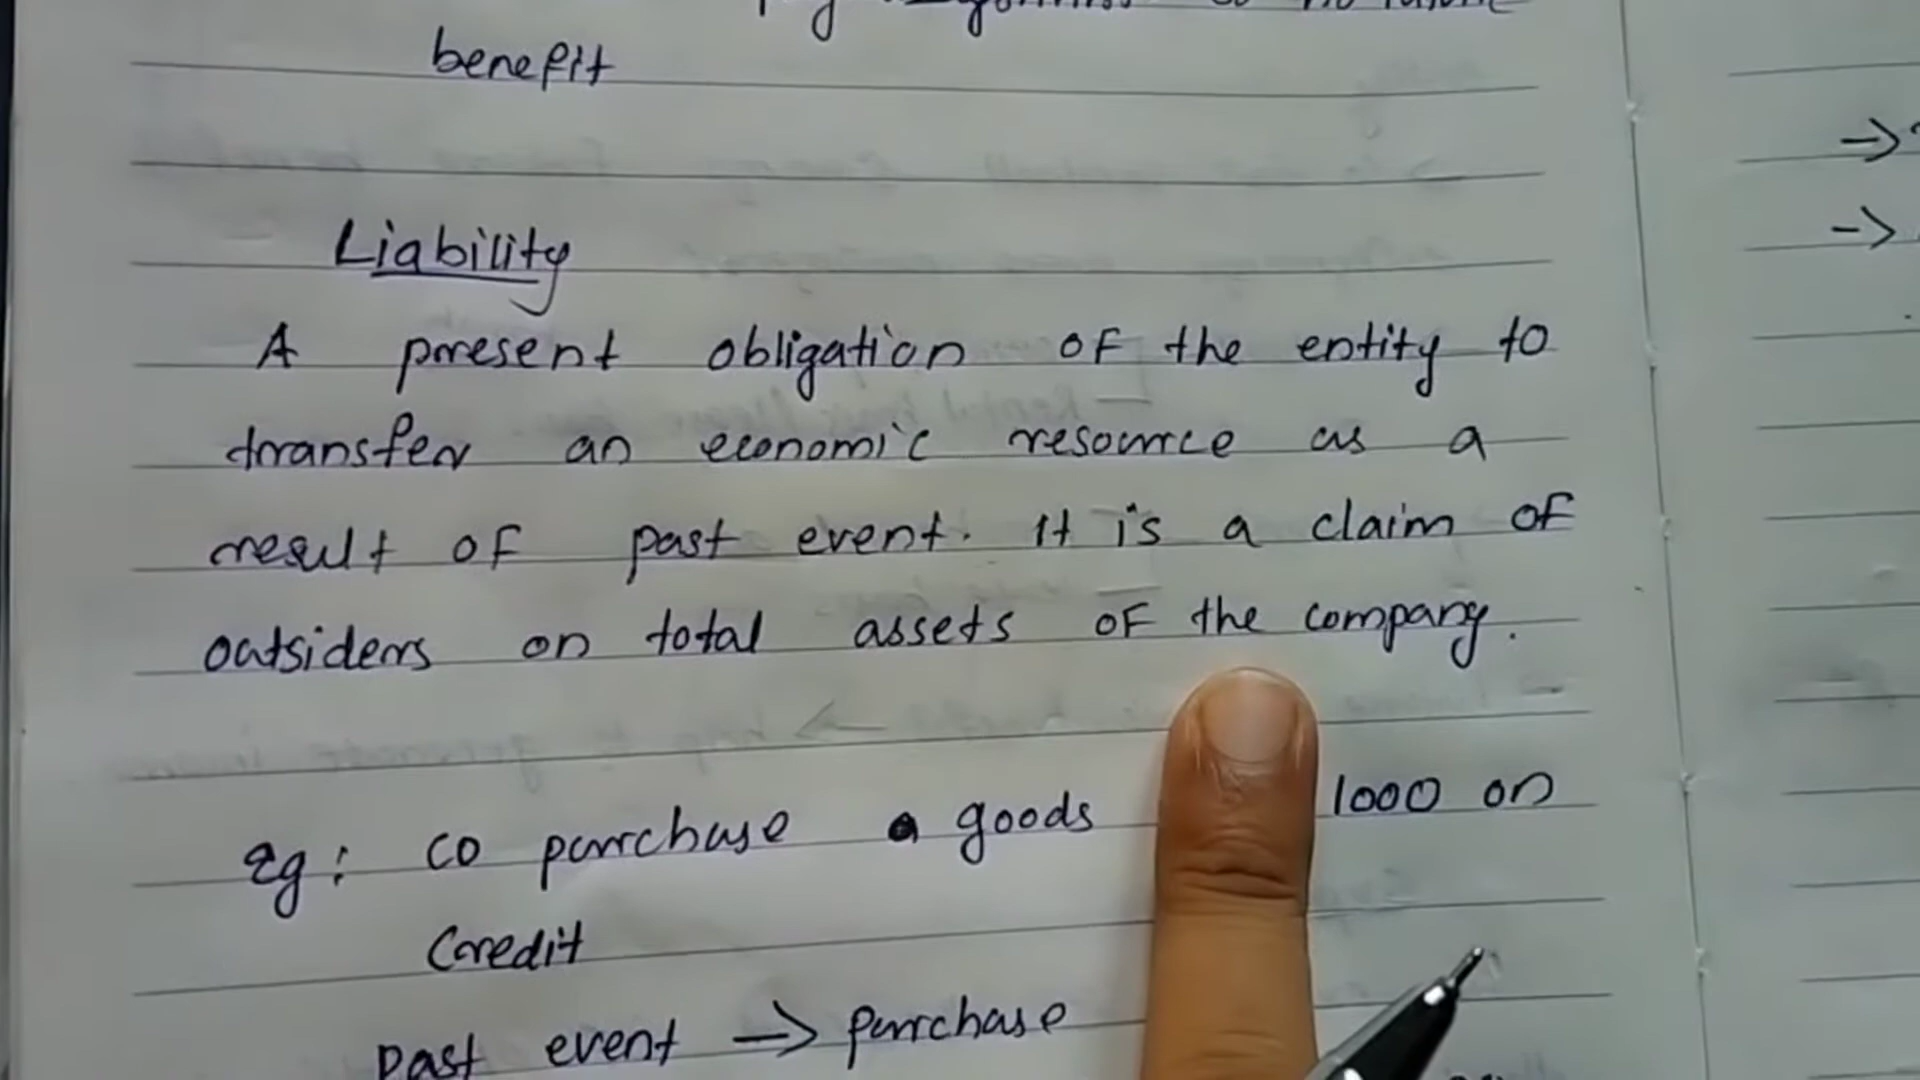 benefit
Liability
A present obligation of the entity to
transfer an economic resource as a
result of past event. It is a claim of
outsiders on total assets of the company.
eg: co purchase goods 1000 on
credit
Past event → purchase